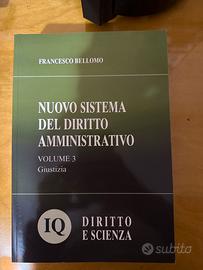 FRANCESCO BELLOMO
NUOVO SISTEMA
DEL DIRITTO
AMMINISTRATIVO
VOLUME 3
Giustizia
IQ
DIRITTO
E SCIENZA
subito